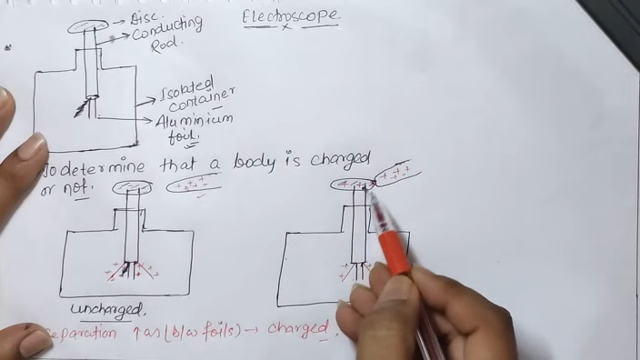 Electroscope
→ Disc.
→ Conducting
Rod.
→ Isolated
container
→ Aluminium
foil.
To determine that a body is charged
or not.
uncharged.
Separation ↑ as (b/w foils) → charged